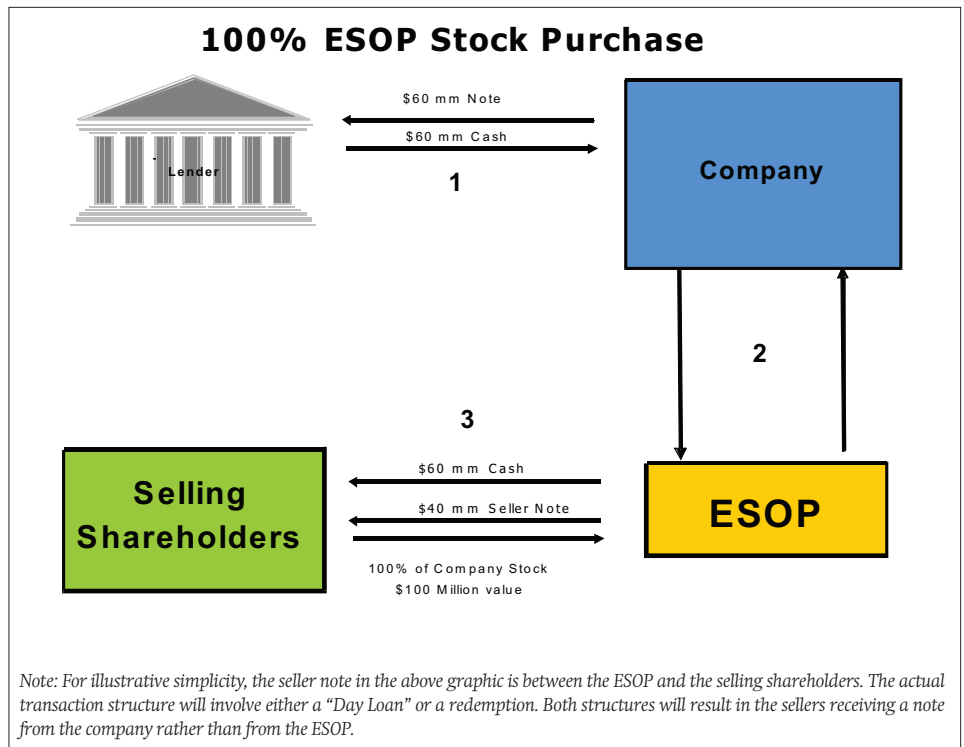 100% ESOP Stock Purchase
$60 mm Note
$60 mm Cash
Lender
1
Company
2
3
$60 mm Cash
Selling
Shareholders
$40 mm Seller Note
ESOP
100% of Company Stock
$100 Million value
Note: For illustrative simplicity, the seller note in the above graphic is between the ESOP and the selling shareholders. The actual
transaction structure will involve either a “Day Loan” or a redemption. Both structures will result in the sellers receiving a note
from the company rather than from the ESOP.